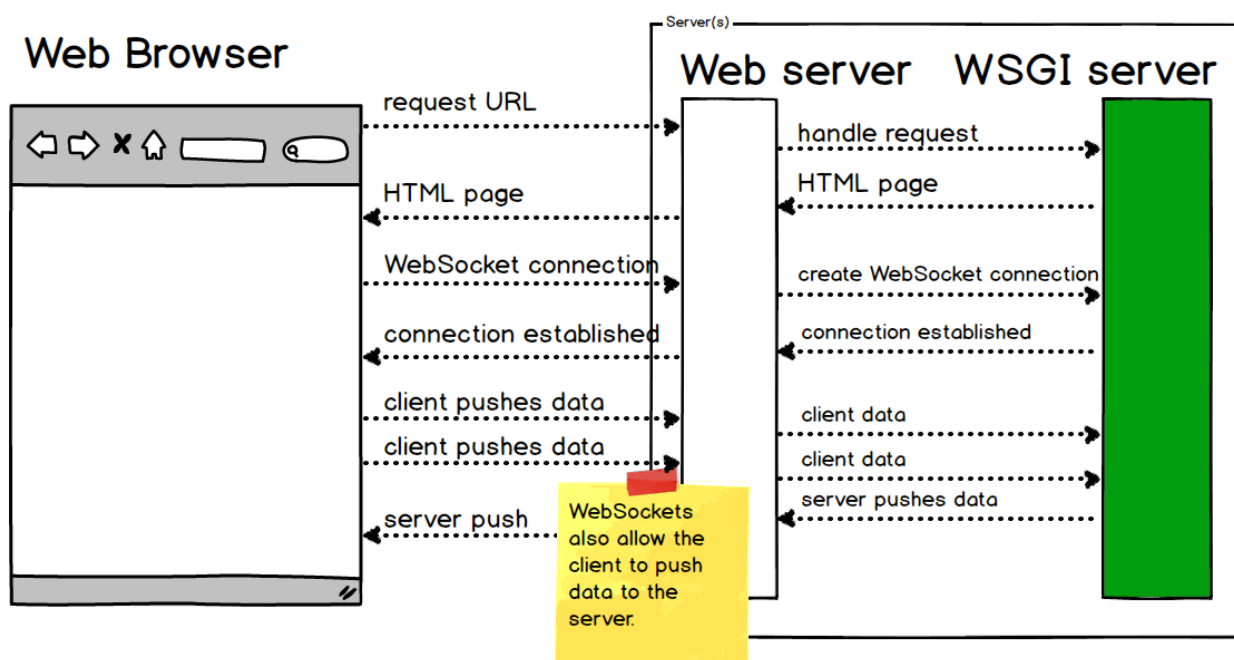 Server(s)
Web Browser
Web server
WSGI server
request URL
handle request
HTML page
HTML page
WebSocket connection
create WebSocket connection
connection established
connection established
client pushes data
client data
client pushes data
client data
server pushes data
server push
WebSockets
also allow the
client to push
data to the
server.